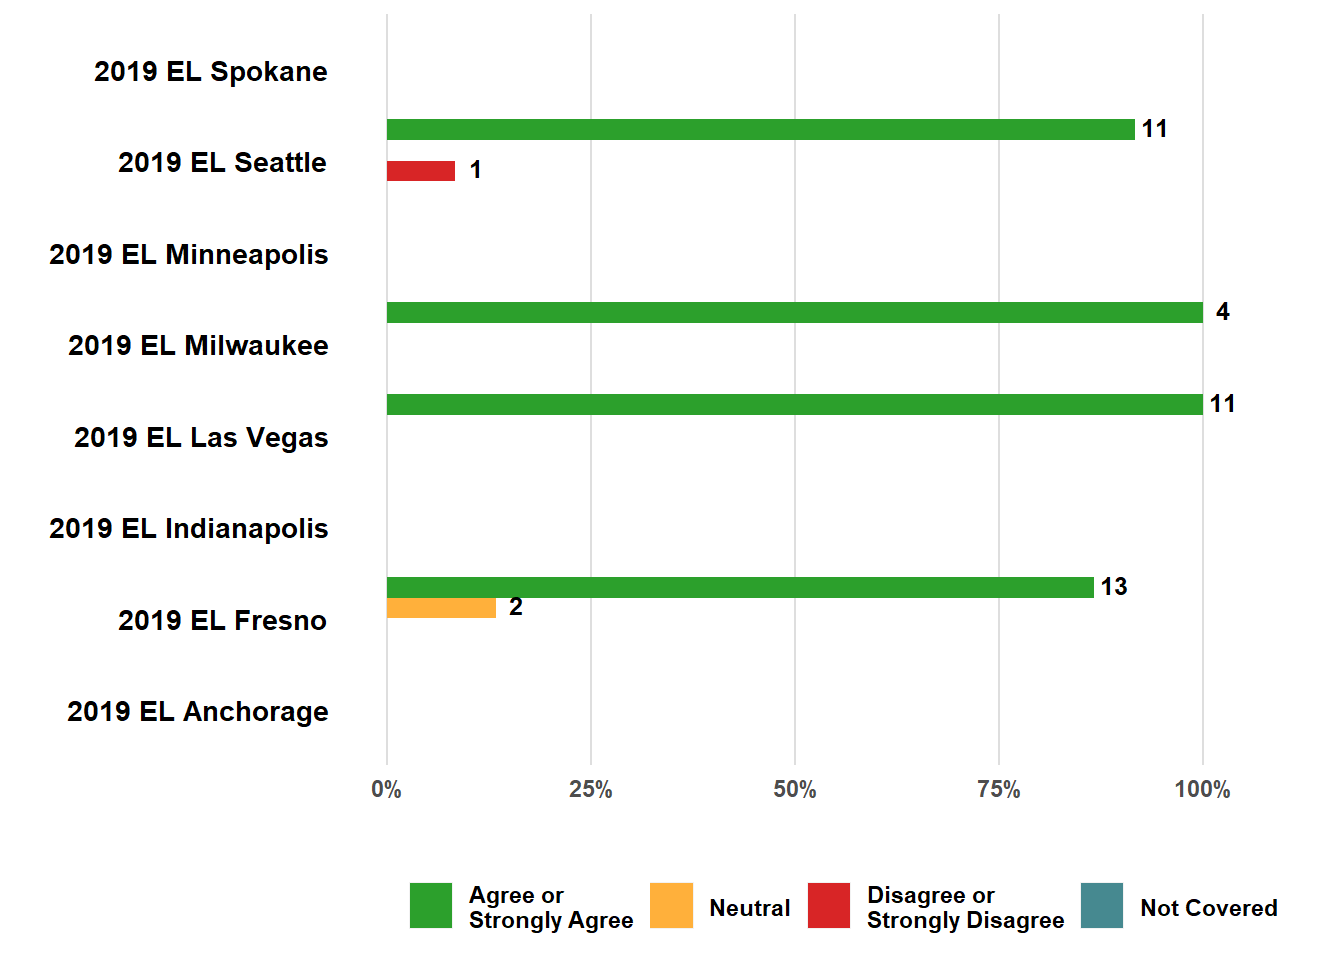 2019 EL Spokane
11
2019 EL Seattle
1
2019 EL Minneapolis
4
2019 EL Milwaukee
11
2019 EL Las Vegas
2019 EL Indianapolis
13
2
2019 EL Fresno
2019 EL Anchorage
0% 25% 50% 75% 100%
Agree or
Strongly Agree
Neutral
Disagree or
Strongly Disagree
Not Covered